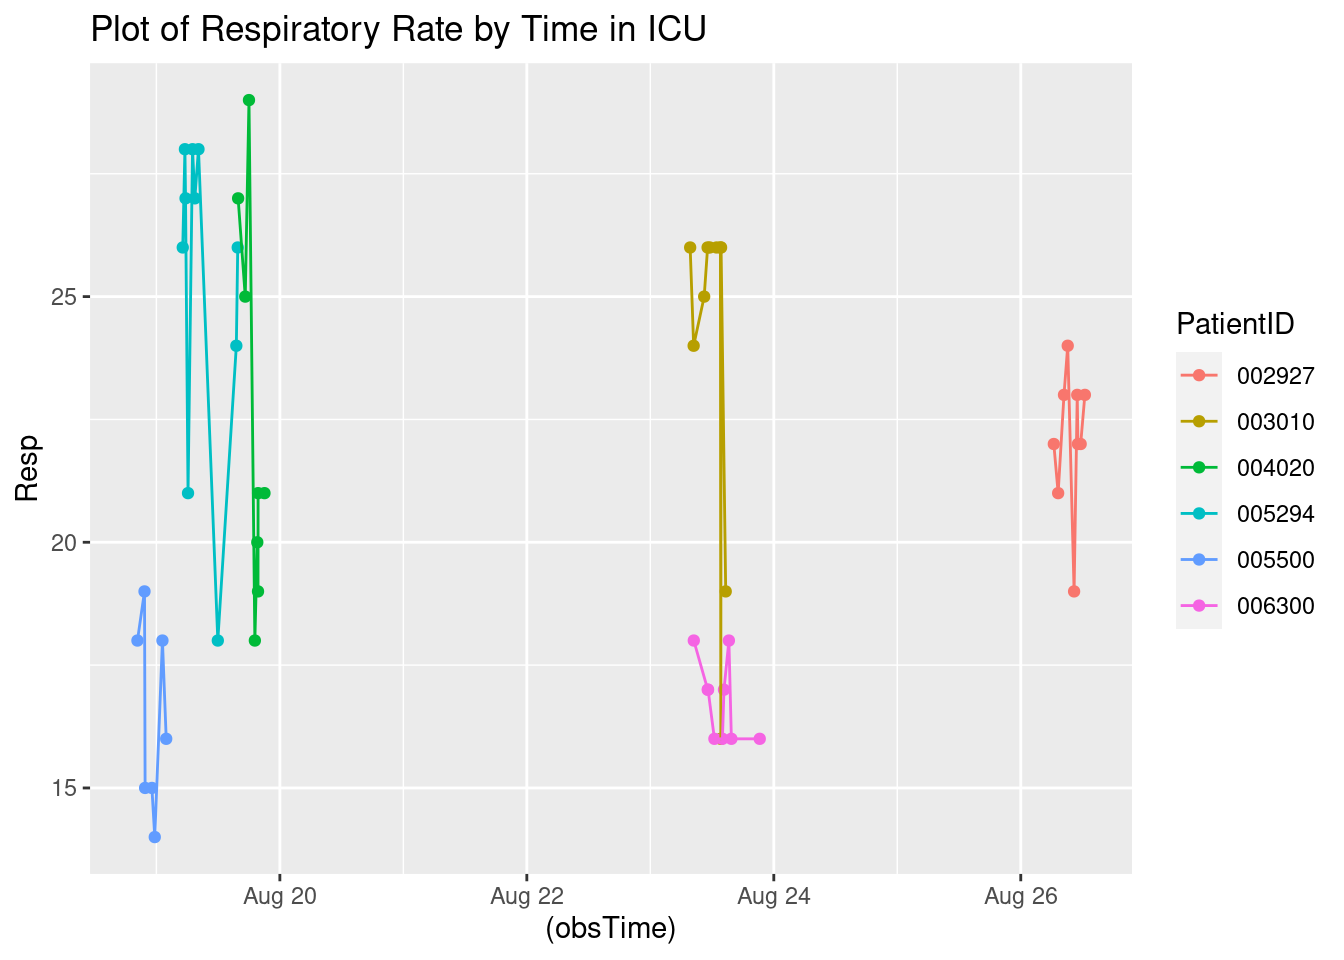 Plot of Respiratory Rate by Time in ICU
Resp
25
20
15
Aug 20
Aug 22
Aug 24
Aug 26
(obsTime)
PatientID
002927
003010
004020
005294
005500
006300